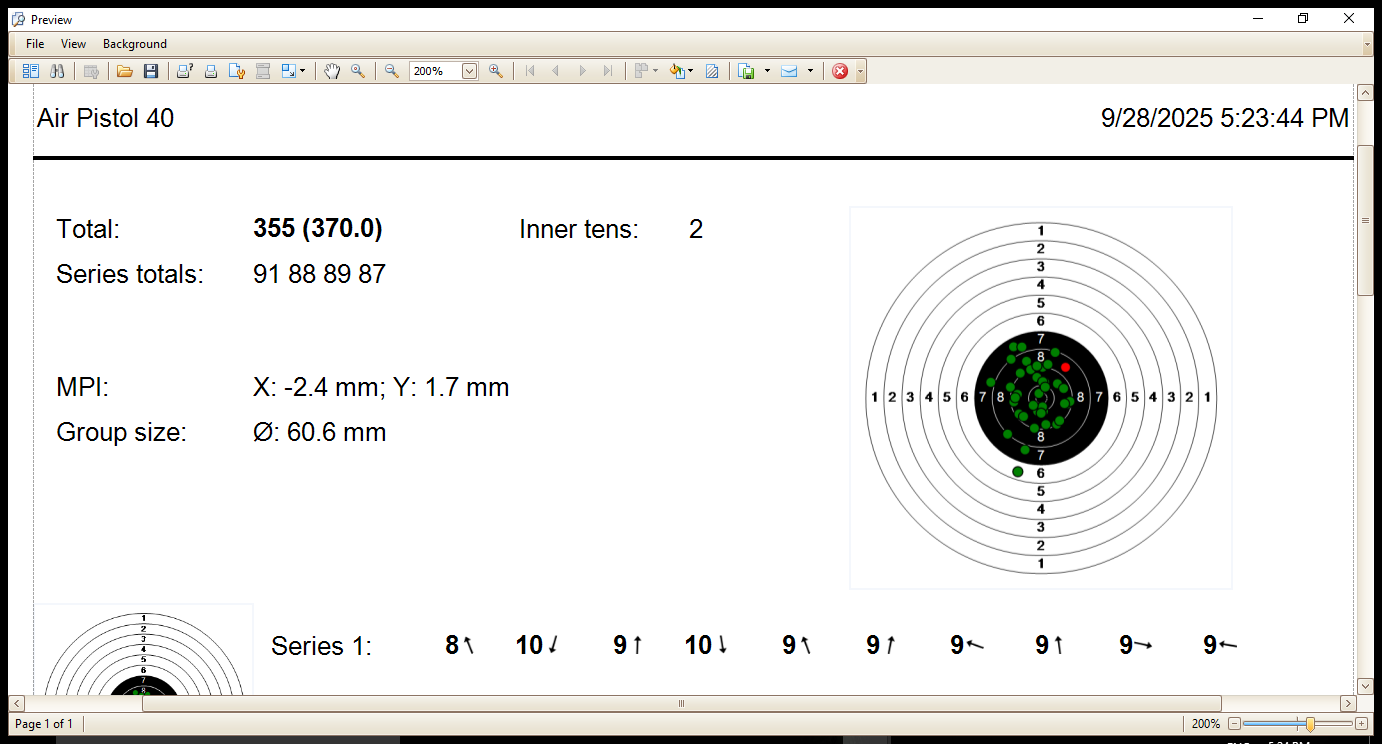 Preview
File View Background
200%
Air Pistol 40
9/28/2025 5:23:44 PM
Total: 355 (370.0) Inner tens: 2
Series totals: 91 88 89 87
MPI: X: -2.4 mm; Y: 1.7 mm
Group size: Ø: 60.6 mm
1
2
3
4
5
6
7
8
1 2 3 4 5 6 7 8 8 7 6 5 4 3 2 1
8
7
6
5
4
3
2
1
1
2
3
4
5
6
7
8
Series 1: 8 10 9 10 9 9 9 9 9 9
Page 1 of 1
200%